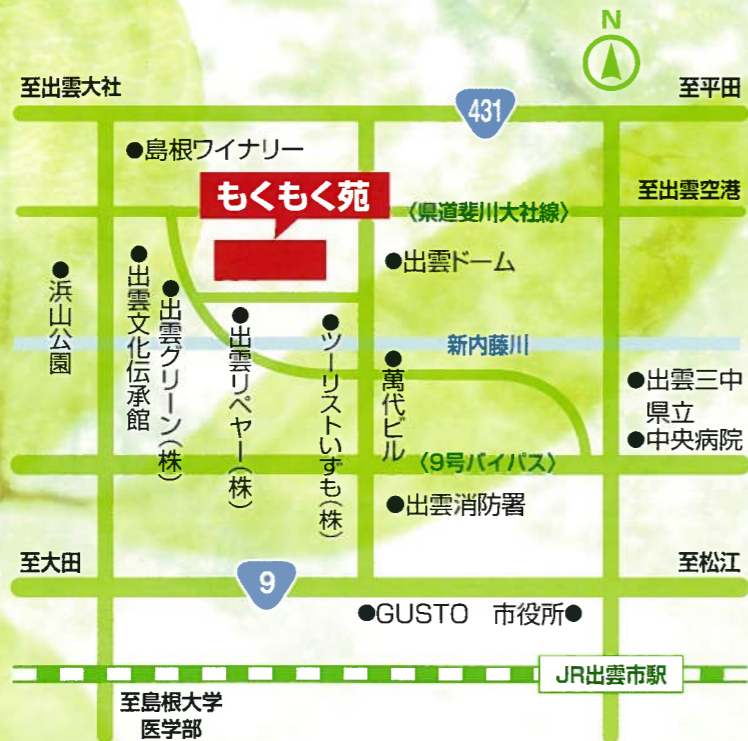 N
至出雲大社
431
至平田
●島根ワイナリー
もくもく苑
〈県道斐川大社線〉
至出雲空港
●出雲ドーム
●浜山公園
●出雲文化伝承館
●出雲グリーン(株)
●出雲リペヤー(株)
●ツーリストいずも(株)
●萬代ビル
新内藤川
●出雲三中
県立
●中央病院
〈9号バイパス〉
●出雲消防署
至大田
9
至松江
●GUSTO 市役所●
JR出雲市駅
至島根大学
医学部